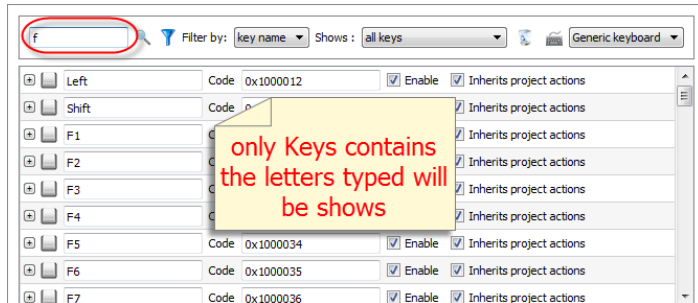 f Filter by: key name Shows : all keys Generic keyboard
Left Code 0x1000012 Enable Inherits project actions
Shift Code Inherits project actions
F1 Inherits project actions
F2 Inherits project actions
F3 Inherits project actions
F4 Inherits project actions
F5 Code 0x1000034 Enable Inherits project actions
F6 Code 0x1000035 Enable Inherits project actions
F7 Code 0x1000036 Enable Inherits project actions
only Keys contains
the letters typed will
be shows